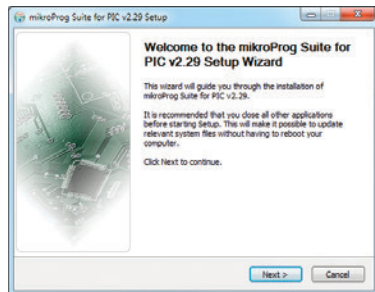 mikroProg Suite for PIC v2.29 Setup
Welcome to the mikroProg Suite for
PIC v2.29 Setup Wizard
This wizard will guide you through the installation of
mikroProg Suite for PIC v2.29.
It is recommended that you close all other applications
before starting Setup. This will make it possible to update
relevant system files without having to reboot your
computer.
Click Next to continue.
Next >
Cancel